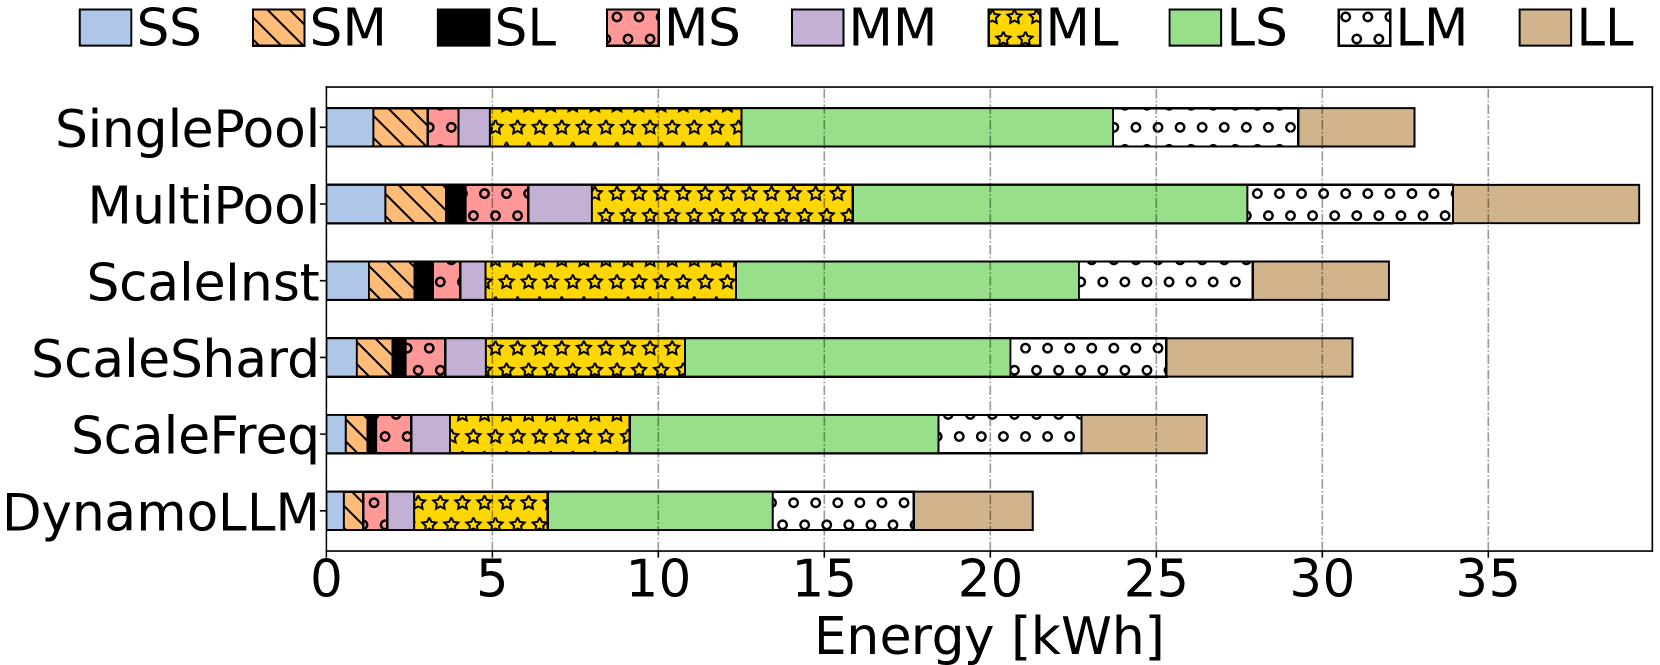 SS SM SL MS MM ML LS LM LL
SinglePool
MultiPool
ScaleInst
ScaleShard
ScaleFreq
DynamoLLM
0 5 10 15 20 25 30 35
Energy [kWh]